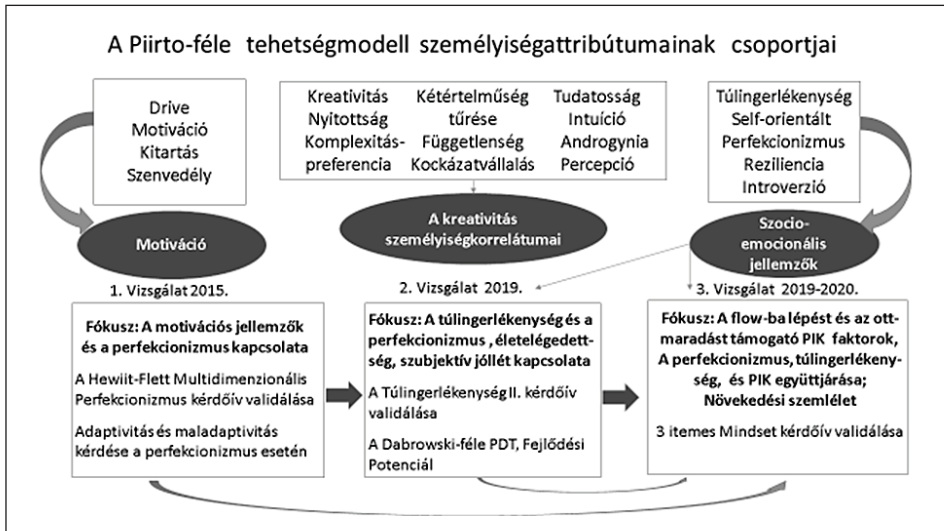 A Piirto-féle tehetségmodell személyiségattribútumainak csoportjai
Drive
Motiváció
Kitartás
Szenvedély
Kreativitás
Nyitottság
Komplexitás-
preferencia
Kétértelműség
tűrése
Függetlenség
Kockázatvállalás
Tudatosság
Intuíció
Androgynia
Percepció
Túlingerlékenység
Self-orientált
Perfekcionizmus
Reziliencia
Introverzió
Motiváció
A kreativitás
személyiségkorrelátumai
Szocio-
emocionális
jellemzők
1. Vizsgálat 2015.
Fókusz: A motivációs jellemzők
és a perfekcionizmus kapcsolata
A Hewiit-Flett Multidimenzionális
Perfekcionizmus kérdőív validálása
Adaptivitás és maladaptivitás
kérdése a perfekcionizmus esetén
2. Vizsgálat 2019.
Fókusz: A túlingerlékenység és a
perfekcionizmus , életelégedett-
ség, szubjektív jóllét kapcsolata
A Túlingerlékenység II. kérdőív
validálása
A Dabrowski-féle PDT, Fejlődési
Potenciál
3. Vizsgálat 2019-2020.
Fókusz: A flow-ba lépést és az ott-
maradást támogató PIK faktorok,
A perfekcionizmus, túlingerlékeny-
ség, és PIK együttjárása;
Növekedési szemlélet
3 itemes Mindset kérdőív validálása